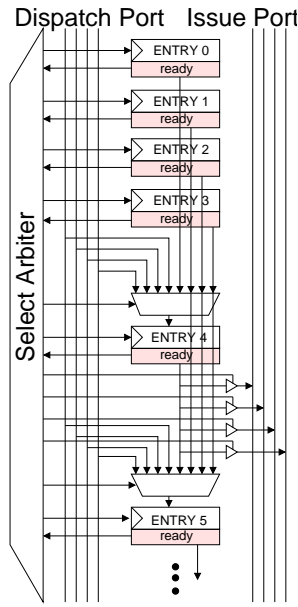 Dispatch Port
Issue Port
Select Arbiter
ENTRY 0
ready
ENTRY 1
ready
ENTRY 2
ready
ENTRY 3
ready
ENTRY 4
ready
ENTRY 5
ready